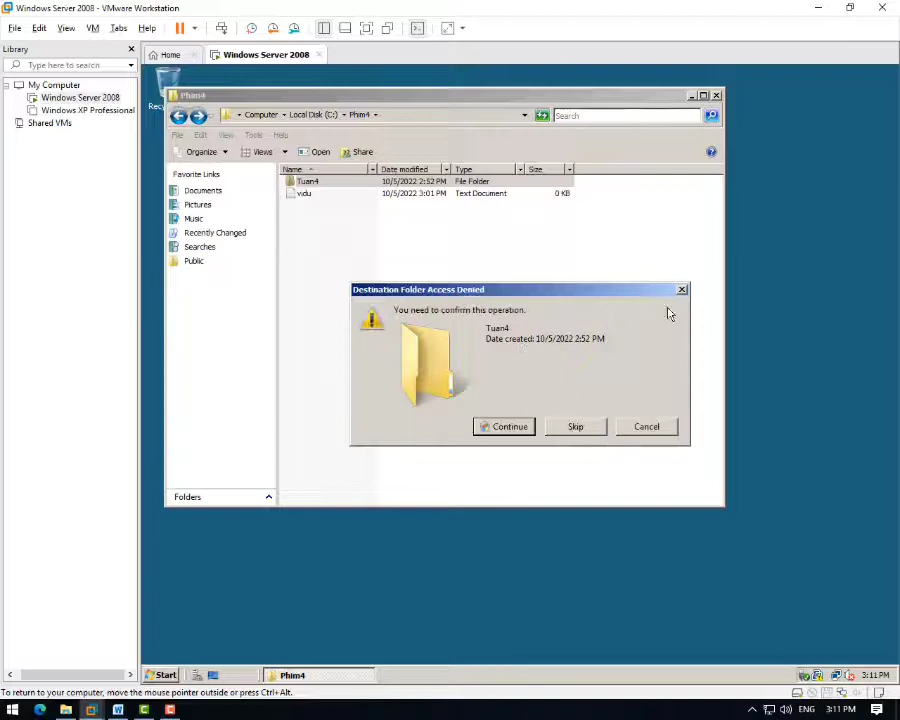 Windows Server 2008 - VMware Workstation
File Edit View VM Tabs Help
Library
Type here to search
My Computer
Windows Server 2008
Windows XP Professional
Shared VMs
Home
Windows Server 2008
Recyc
Phim4
Computer Local Disk (C:) Phim4
Search
File Edit View Tools Help
Organize Views Open Share
Favorite Links
Documents
Pictures
Music
Recently Changed
Searches
Public
Folders
Name Date modified Type Size
Tuan4 10/5/2022 2:52 PM File Folder
vidu 10/5/2022 3:01 PM Text Document 0 KB
Destination Folder Access Denied
You need to confirm this operation.
Tuan4
Date created: 10/5/2022 2:52 PM
Continue Skip Cancel
Start
Phim4
3:11 PM
To return to your computer, move the mouse pointer outside or press Ctrl+Alt.
ENG 3:11 PM